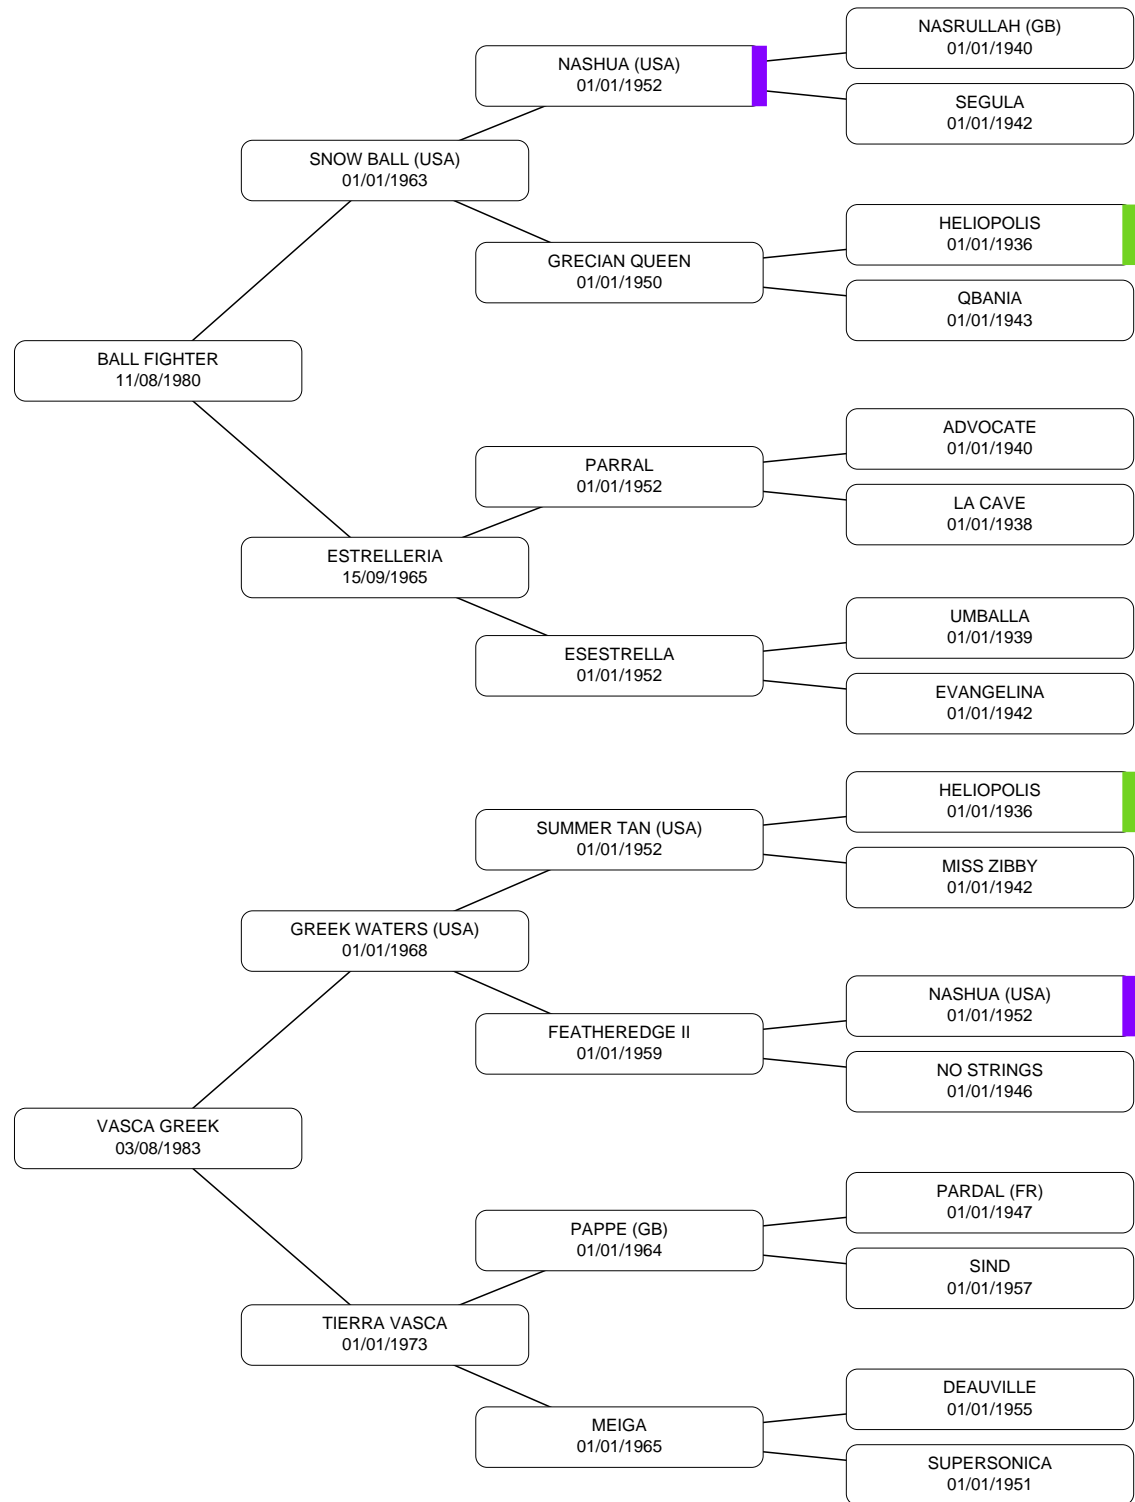 NASRULLAH (GB)
01/01/1940
NASHUA (USA)
01/01/1952
SEGULA
01/01/1942
SNOW BALL (USA)
01/01/1963
HELIOPOLIS
01/01/1936
GRECIAN QUEEN
01/01/1950
QBANIA
01/01/1943
BALL FIGHTER
11/08/1980
ADVOCATE
01/01/1940
PARRAL
01/01/1952
LA CAVE
01/01/1938
ESTRELLERIA
15/09/1965
UMBALLA
01/01/1939
ESESTRELLA
01/01/1952
EVANGELINA
01/01/1942
HELIOPOLIS
01/01/1936
SUMMER TAN (USA)
01/01/1952
MISS ZIBBY
01/01/1942
GREEK WATERS (USA)
01/01/1968
NASHUA (USA)
01/01/1952
FEATHEREDGE II
01/01/1959
NO STRINGS
01/01/1946
VASCA GREEK
03/08/1983
PARDAL (FR)
01/01/1947
PAPPE (GB)
01/01/1964
SIND
01/01/1957
TIERRA VASCA
01/01/1973
DEAUVILLE
01/01/1955
MEIGA
01/01/1965
SUPERSONICA
01/01/1951